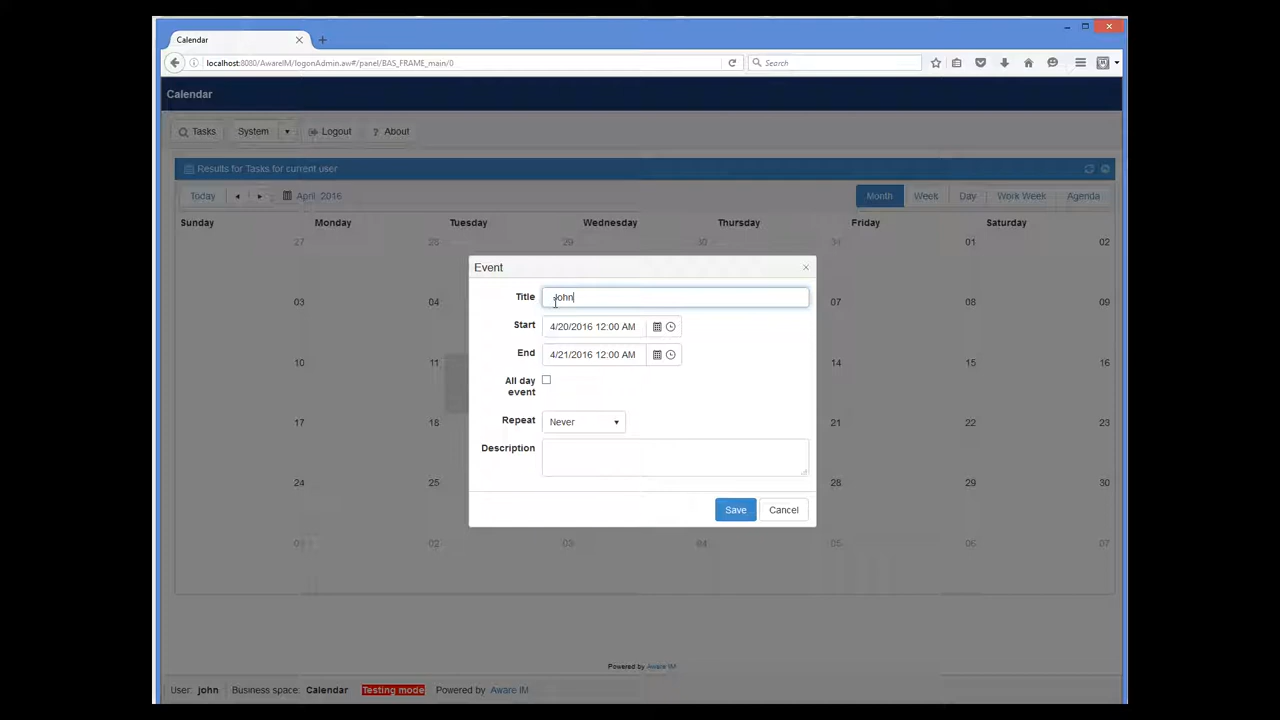 Calendar
localhost:8080/AwareIM/logonAdmin.aw#/panel/BAS_FRAME_main/0
Search
Calendar
Tasks System Logout ? About
Results for Tasks for current user
Today April, 2016 Month Week Day Work Week Agenda
Sunday Monday Tuesday Wednesday Thursday Friday Saturday
27 28 29 30 31 01 02
Event
Title John
03 04 07 08 09
Start 4/20/2016 12:00 AM
End 4/21/2016 12:00 AM
10 11 14 15 16
All day
event
Repeat Never
17 18 21 22 23
Description
24 25 28 29 30
Save Cancel
01 02 03 04 05 06 07
Powered by Aware IM
User: john Business space: Calendar Testing mode Powered by Aware IM